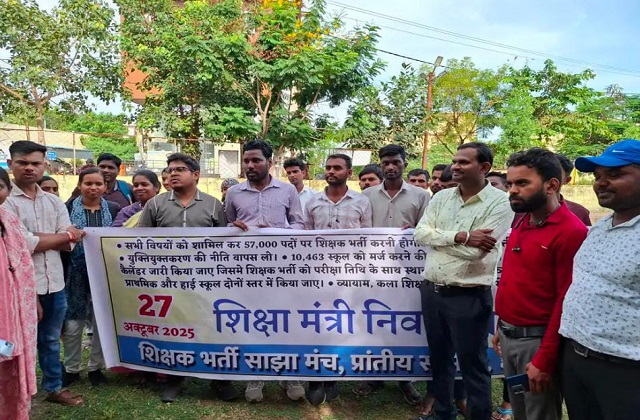 • सभी विषयों को शामिल कर 57,000 पदों पर शिक्षक भर्ती करनी होगी
• युक्तियुक्तकरण की नीति वापस लो। • 10,463 स्कूल को मर्ज करने की
कैलेंडर जारी किया जाए जिसमे शिक्षक भर्ती को परीक्षा तिथि के साथ
प्राथमिक और हाई स्कूल दोनों स्तर में किया जाए। • व्यायाम, कला
27
अक्टूबर 2025
शिक्षा मंत्री
शिक्षक भर्ती साझा मंच, प्रांतीय